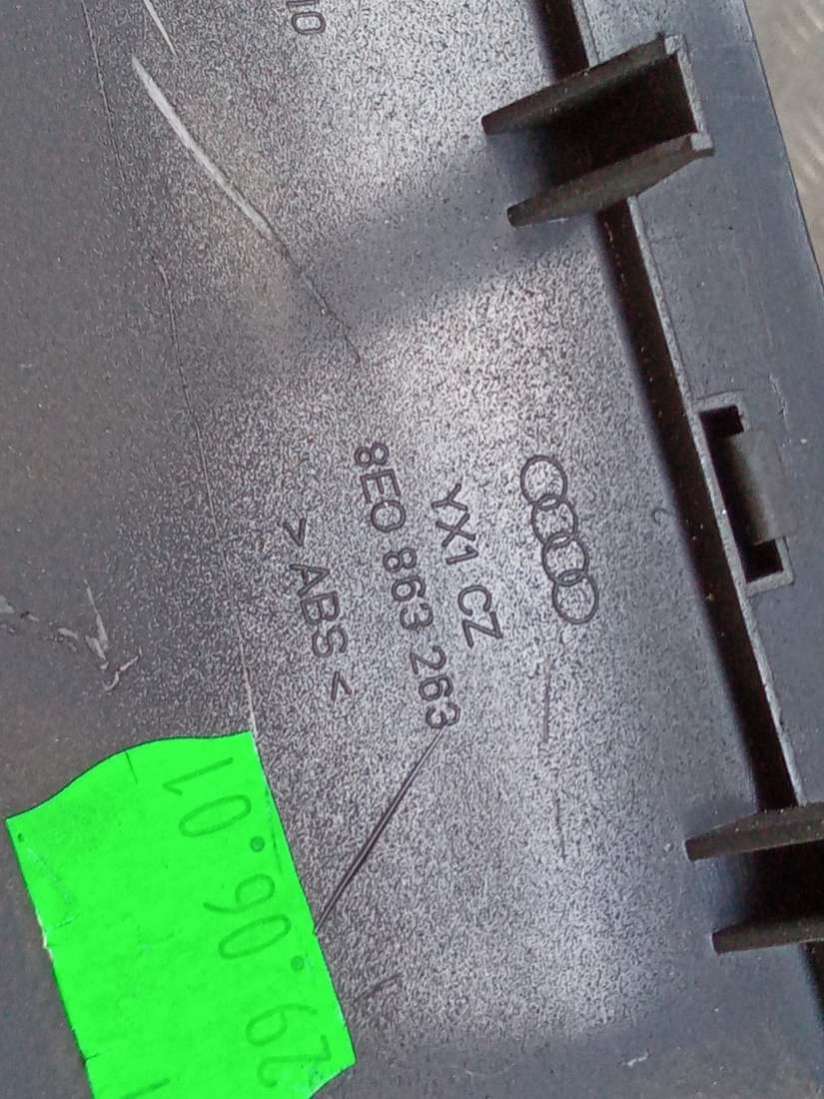 YX1 CZ
8E0 863 263
> ABS <
29.06.01